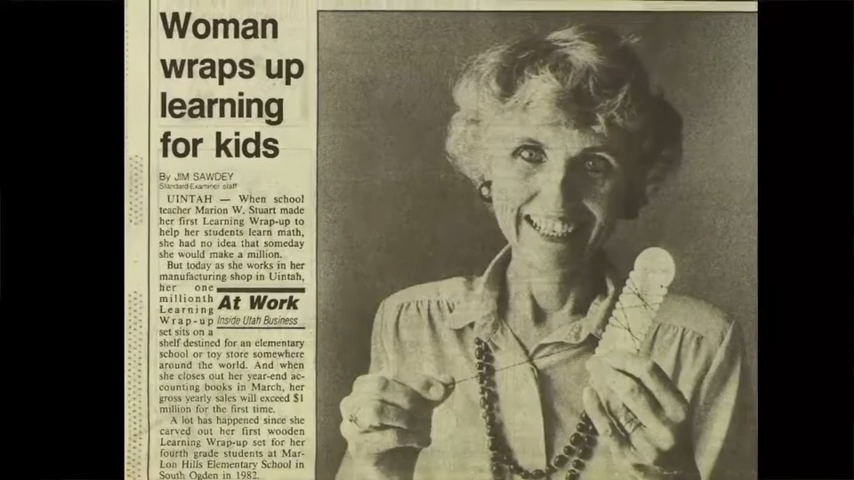 Woman
wraps up
learning
for kids
By JIM SAWDEY
Standard-Examiner staff
UINTAH — When school
teacher Marion W. Stuart made
her first Learning Wrap-up to
help her students learn math,
she had no idea that someday
she would make a million.
But today as she works in her
manufacturing shop in Uintah,
her one
millionth
Learning
Wrap-up
set sits on a
At Work
Inside Utah Business
shelf destined for an elementary
school or toy store somewhere
around the world. And when
she closes out her year-end ac-
counting books in March, her
gross yearly sales will exceed $1
million for the first time.
A lot has happened since she
carved out her first wooden
Learning Wrap-up set for her
fourth grade students at Mar-
Lon Hills Elementary School in
South Ogden in 1982.